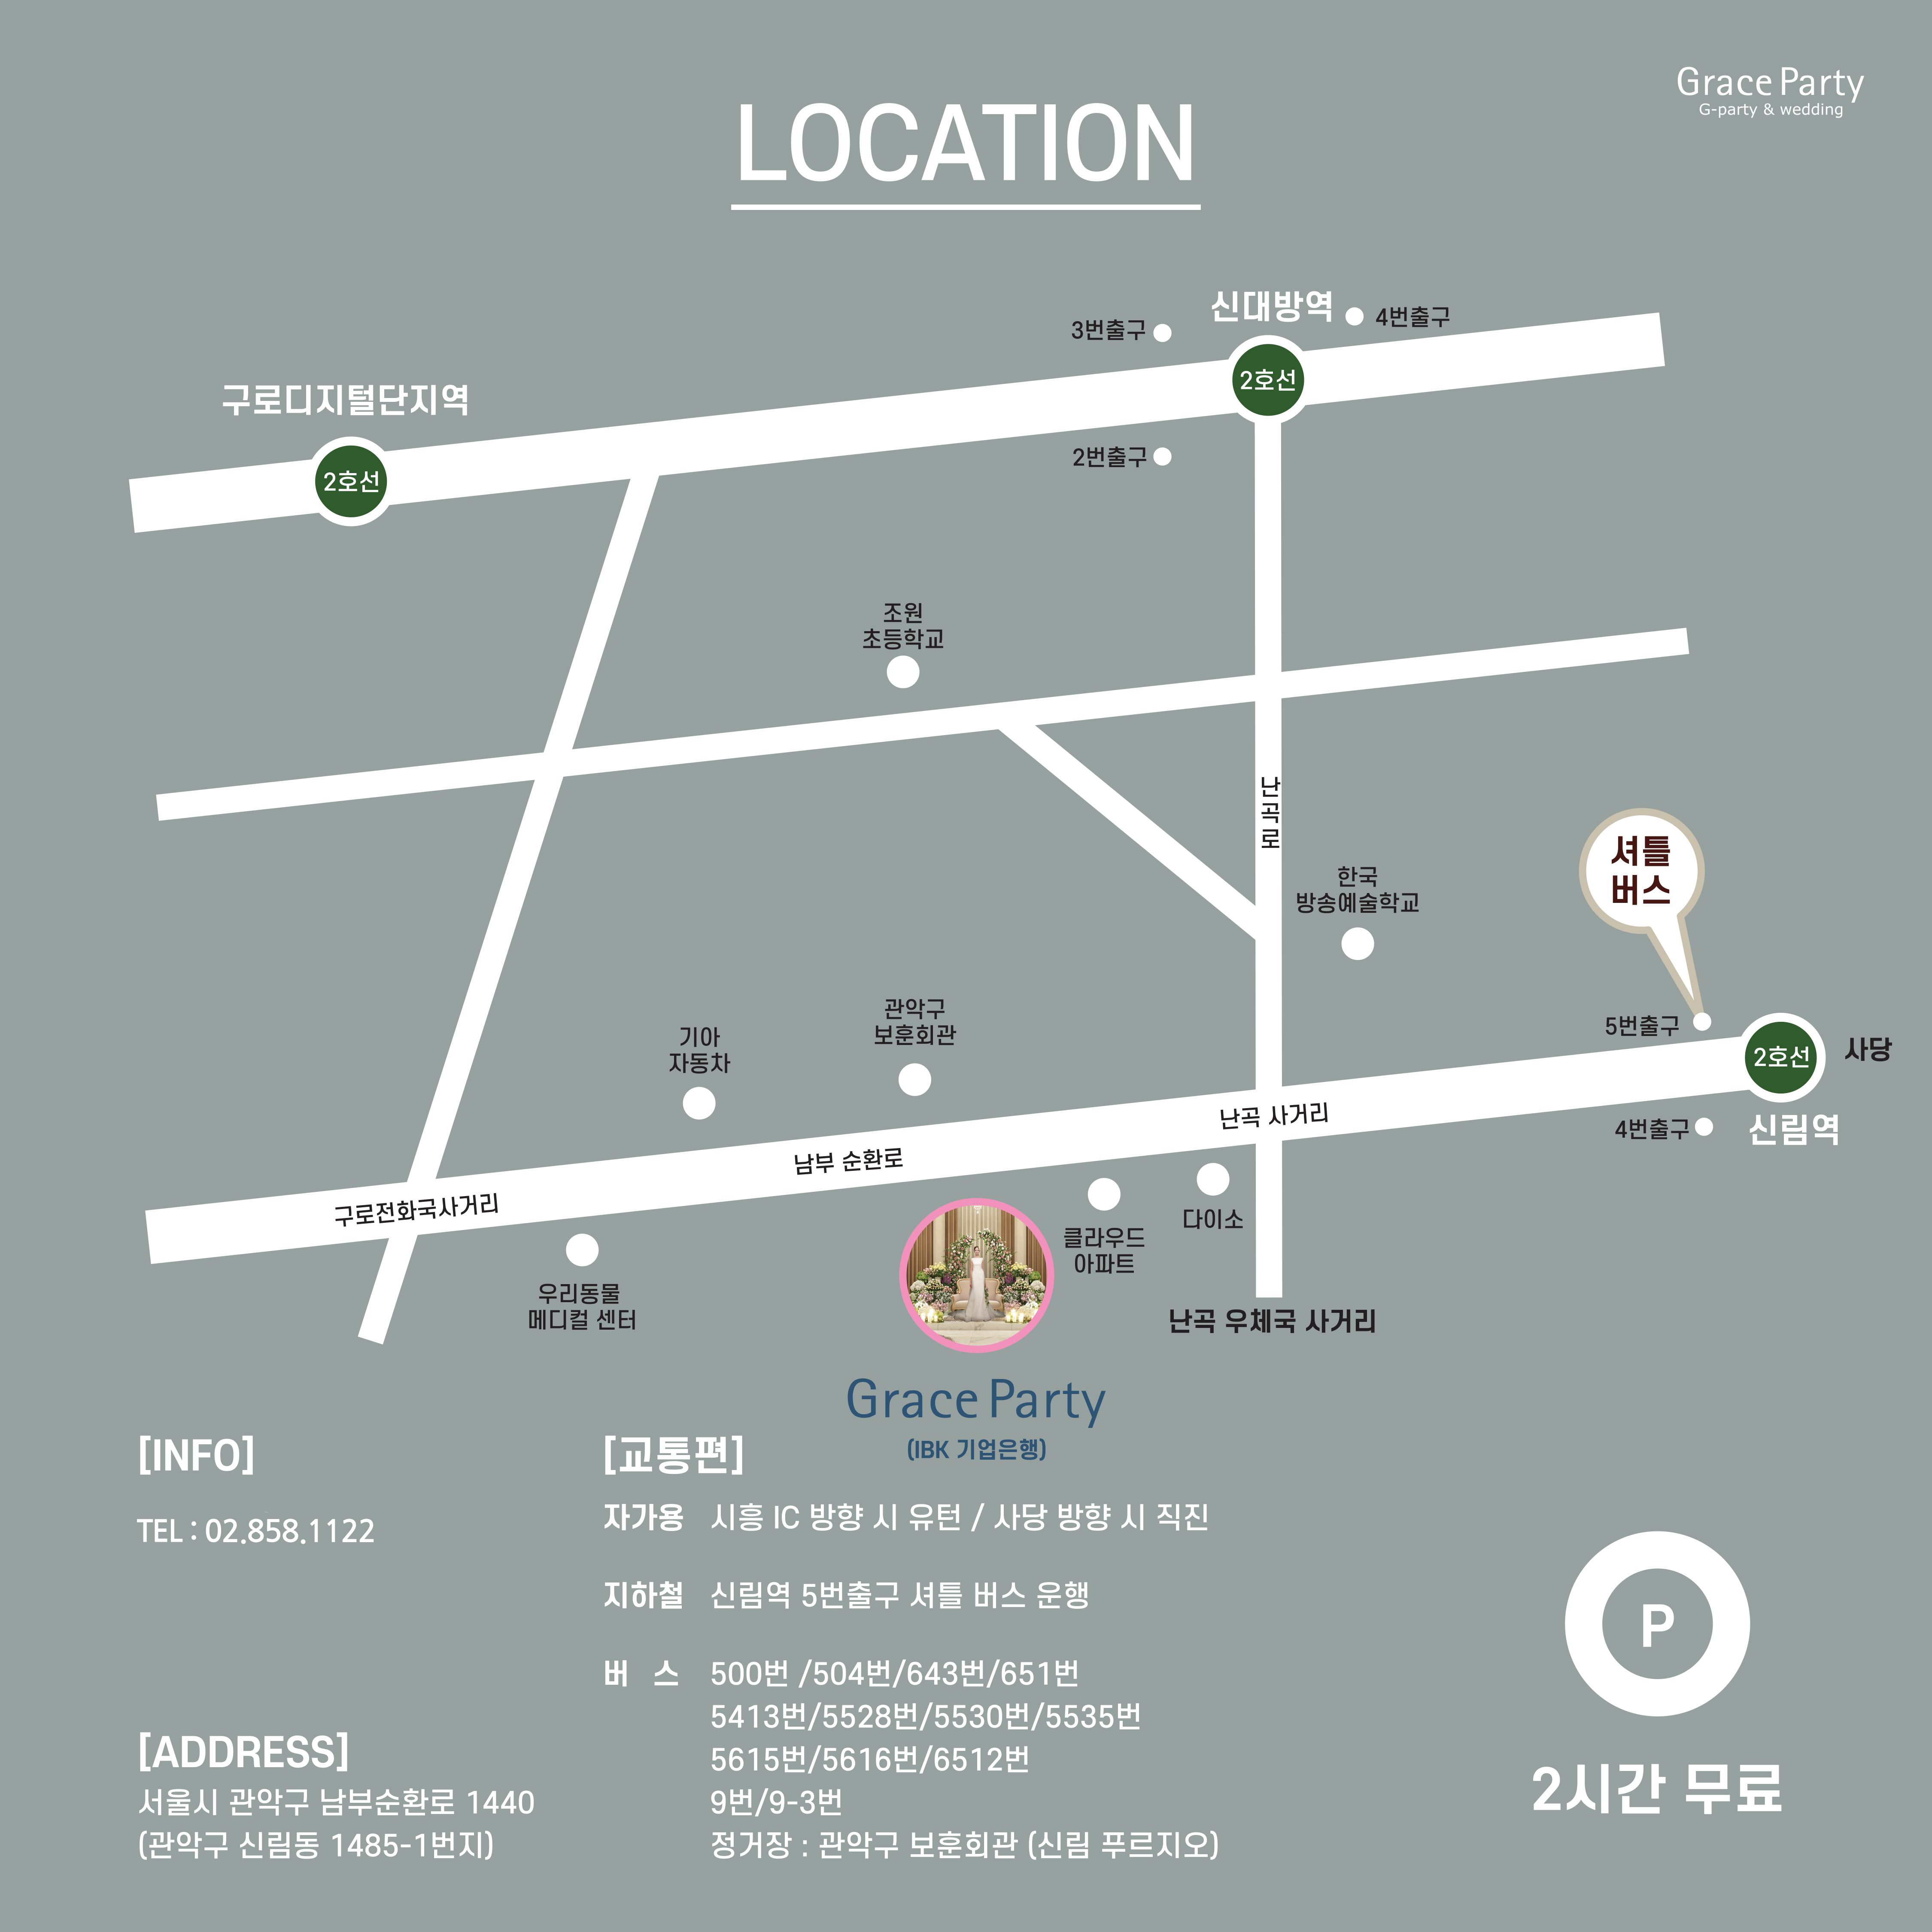 Grace Party
G-party & wedding
LOCATION
신대방역
4번출구
3번출구
2호선
구로디지털단지역
2호선
2번출구
조원
초등학교
난
곡
로
셔틀
버스
한국
방송예술학교
관악구
보훈회관
기아
자동차
5번출구
2호선
사당
신림역
4번출구
난곡 사거리
남부 순환로
구로전화국사거리
다이소
클라우드
아파트
우리동물
메디컬 센터
난곡 우체국 사거리
Grace Party
(IBK 기업은행)
[INFO]
TEL : 02.858.1122
[ADDRESS]
서울시 관악구 남부순환로 1440
(관악구 신림동 1485-1번지)
[교통편]
자가용 시흥 IC 방향 시 유턴 / 사당 방향 시 직진
지하철 신림역 5번출구 셔틀 버스 운행
버 스 500번 /504번/643번/651번
5413번/5528번/5530번/5535번
5615번/5616번/6512번
9번/9-3번
정거장 : 관악구 보훈회관 (신림 푸르지오)
P
2시간 무료